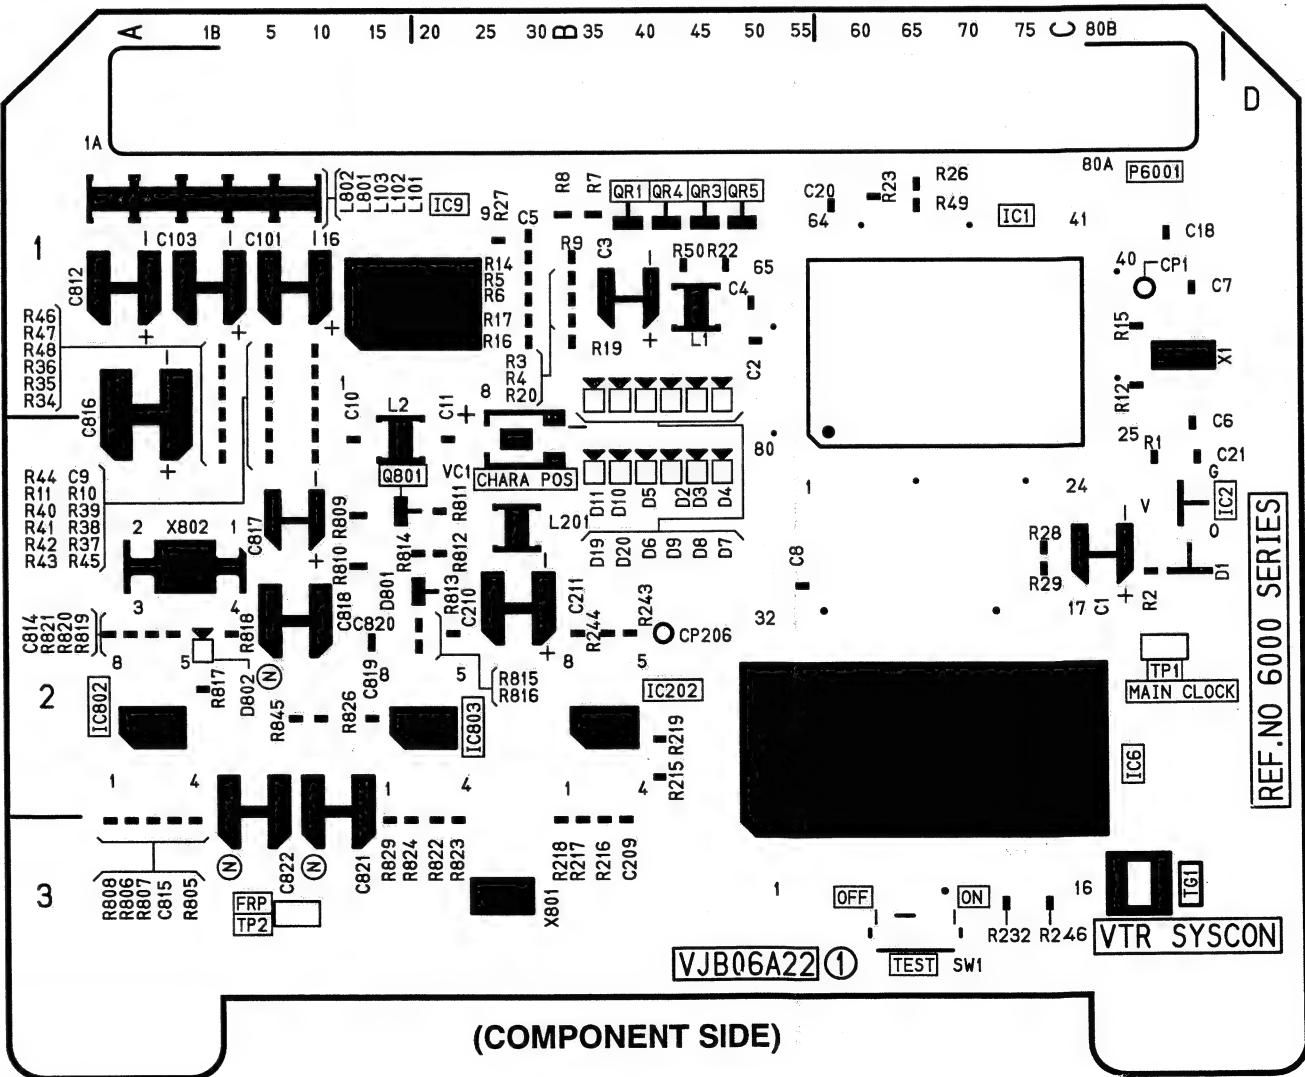 A 1B 5 10 15 20 25 30 B 35 40 45 50 55 60 65 70 75 C 80B
D
1A
80A P6001
L802
L801
L103
L102
L101
IC9
9 R27
C5
R8 R7
QR1 QR4 QR3 QR5
C20
64
R23
R26
R49
IC1
41
1
C812
C103
C101
16
R14
R5
R6
R17
R16
R9
C3
R50 R22
65
C4
C18
40 CP1
C7
R46
R47
R48
R36
R35
R34
R3
R4
R20
R19
L1
C2
R15
X1
R12
C816
1
C10
L2
C11
8
VC1
CHARA POS
Q801
80
25
R1
C6
C21
R44 C9
R11 R10
R40 R39
R41 R38
R42 R37
R43 R45
2 X802 1
3 4
C817
R809
R810
R811
R814 R812
L201
D11 D10 D5 D2 D3 D4
D19 D20 D6 D9 D8 D7
1
24
V
G
IC2
O
R28
R29
17 C1
R2
D1
C8
32
C814
R821
R820
R819
8 5
R818
C818
D801
C820
R813
C210
C211
R244
R243
CP206
8 5
R817
D802
N
C819
5
R815
R816
IC202
TP1
MAIN CLOCK
2
IC802
R845
R826
IC803
R219
R215
IC6
REF.NO 6000 SERIES
1 4
1 4
1 4
R808
R806
R807
C815
R805
N
C822
N
C821
R829
R824
R822
R823
R218
R217
R216
C209
3
FRP
TP2
X801
1
OFF ON
16
TG1
R232 R246
VTR SYSCON
VJB06A22 1
TEST SW1
(COMPONENT SIDE)